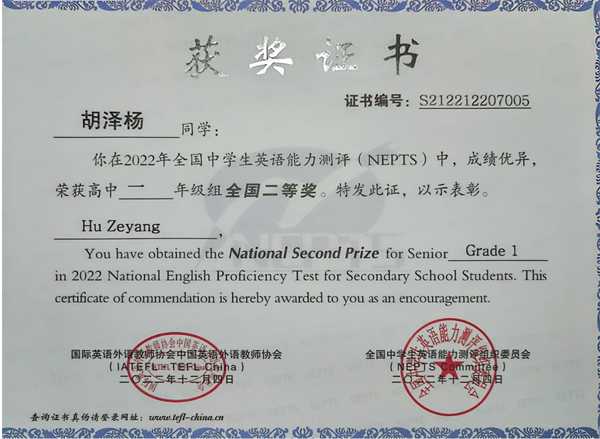 获奖证书
证书编号：S212212207005
胡泽杨 同学：
你在2022年全国中学生英语能力测评（NEPTS）中，成绩优异，
荣获高中 一 年级组全国二等奖。特发此证，以示表彰。
Hu Zeyang ,
You have obtained the National Second Prize for Senior Grade 1
in 2022 National English Proficiency Test for Secondary School Students. This
certificate of commendation is hereby awarded to you as an encouragement.
国际英语外语教师协会中国英语外语教师协会
（IATEFL·TEFL China）
二〇二二年十二月四日
全国中学生英语能力测评组织委员会
（NEPTS Committee）
二〇二二年十二月四日
查询证书真伪请登录网址：www.tefl-china.cn
NEPTS